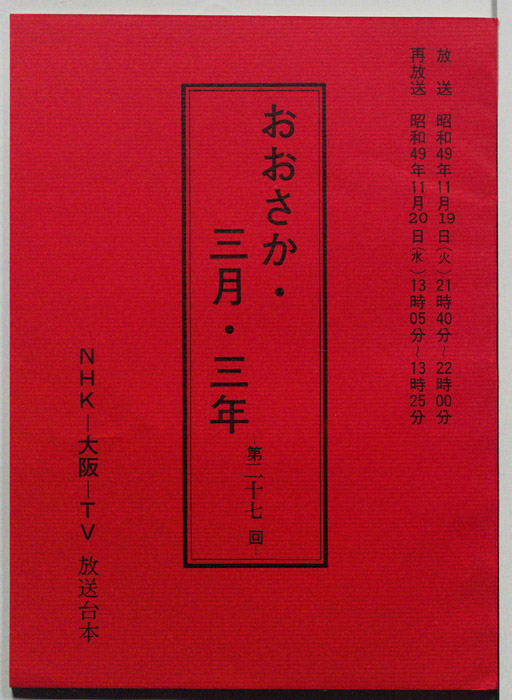 放送 昭和49年11月19日(火)21時40分~22時00分
再放送 昭和49年11月20日(水)13時05分~13時25分
おおさか・
三月・三年
－第二十七回－
NHK－大阪－TV 放送台本